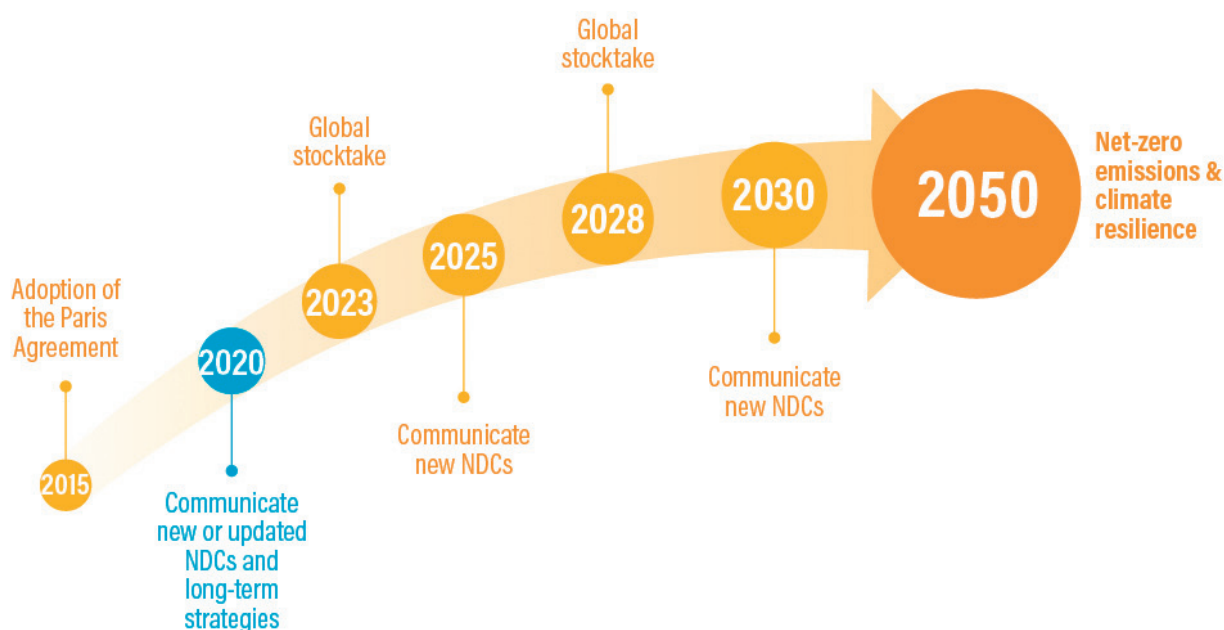 Adoption of
the Paris
Agreement
2015
2020
Communicate
new or updated
NDCs and
long-term
strategies
Global
stocktake
2023
2025
Communicate
new NDCs
Global
stocktake
2028
2030
Communicate
new NDCs
2050
Net-zero
emissions &
climate
resilience